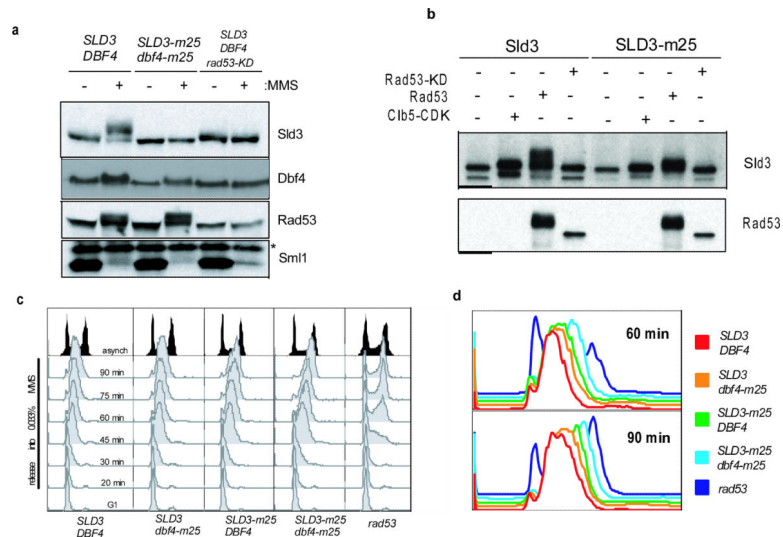 a
SLD3 DBF4
SLD3-m25 dbf4-m25
SLD3 DBF4 rad53-KD
- + - + - + :MMS
Sld3
Dbf4
Rad53
*
Sml1
b
Sld3 SLD3-m25
Rad53-KD - - - + - - - +
Rad53 - - + - - - + -
Clb5-CDK - + - - - + - -
Sld3
Rad53
c
asynch
90 min
75 min
60 min
45 min
30 min
20 min
G1
release into 0.033% MMS
SLD3 DBF4
SLD3 dbf4-m25
SLD3-m25 DBF4
SLD3-m25 dbf4-m25
rad53
d
60 min
90 min
SLD3
DBF4
SLD3
dbf4-m25
SLD3-m25
DBF4
SLD3-m25
dbf4-m25
rad53